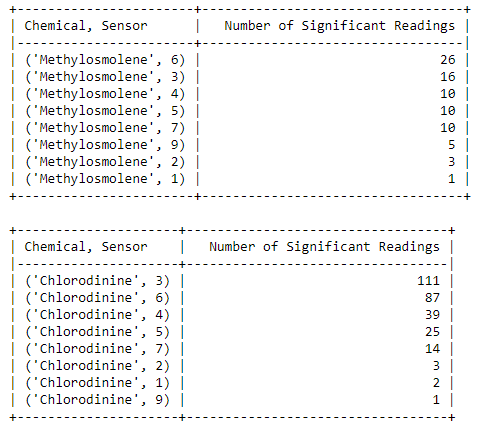 +----------------------+----------------------------------+
| Chemical, Sensor     |   Number of Significant Readings |
|----------------------+----------------------------------|
| ('Methylosmolene', 6) |                               26 |
| ('Methylosmolene', 3) |                               16 |
| ('Methylosmolene', 4) |                               10 |
| ('Methylosmolene', 5) |                               10 |
| ('Methylosmolene', 7) |                               10 |
| ('Methylosmolene', 9) |                                5 |
| ('Methylosmolene', 2) |                                3 |
| ('Methylosmolene', 1) |                                1 |
+----------------------+----------------------------------+
+---------------------+----------------------------------+
| Chemical, Sensor    |   Number of Significant Readings |
|---------------------+----------------------------------|
| ('Chlorodinine', 3) |                              111 |
| ('Chlorodinine', 6) |                               87 |
| ('Chlorodinine', 4) |                               39 |
| ('Chlorodinine', 5) |                               25 |
| ('Chlorodinine', 7) |                               14 |
| ('Chlorodinine', 2) |                                3 |
| ('Chlorodinine', 1) |                                2 |
| ('Chlorodinine', 9) |                                1 |
+---------------------+----------------------------------+